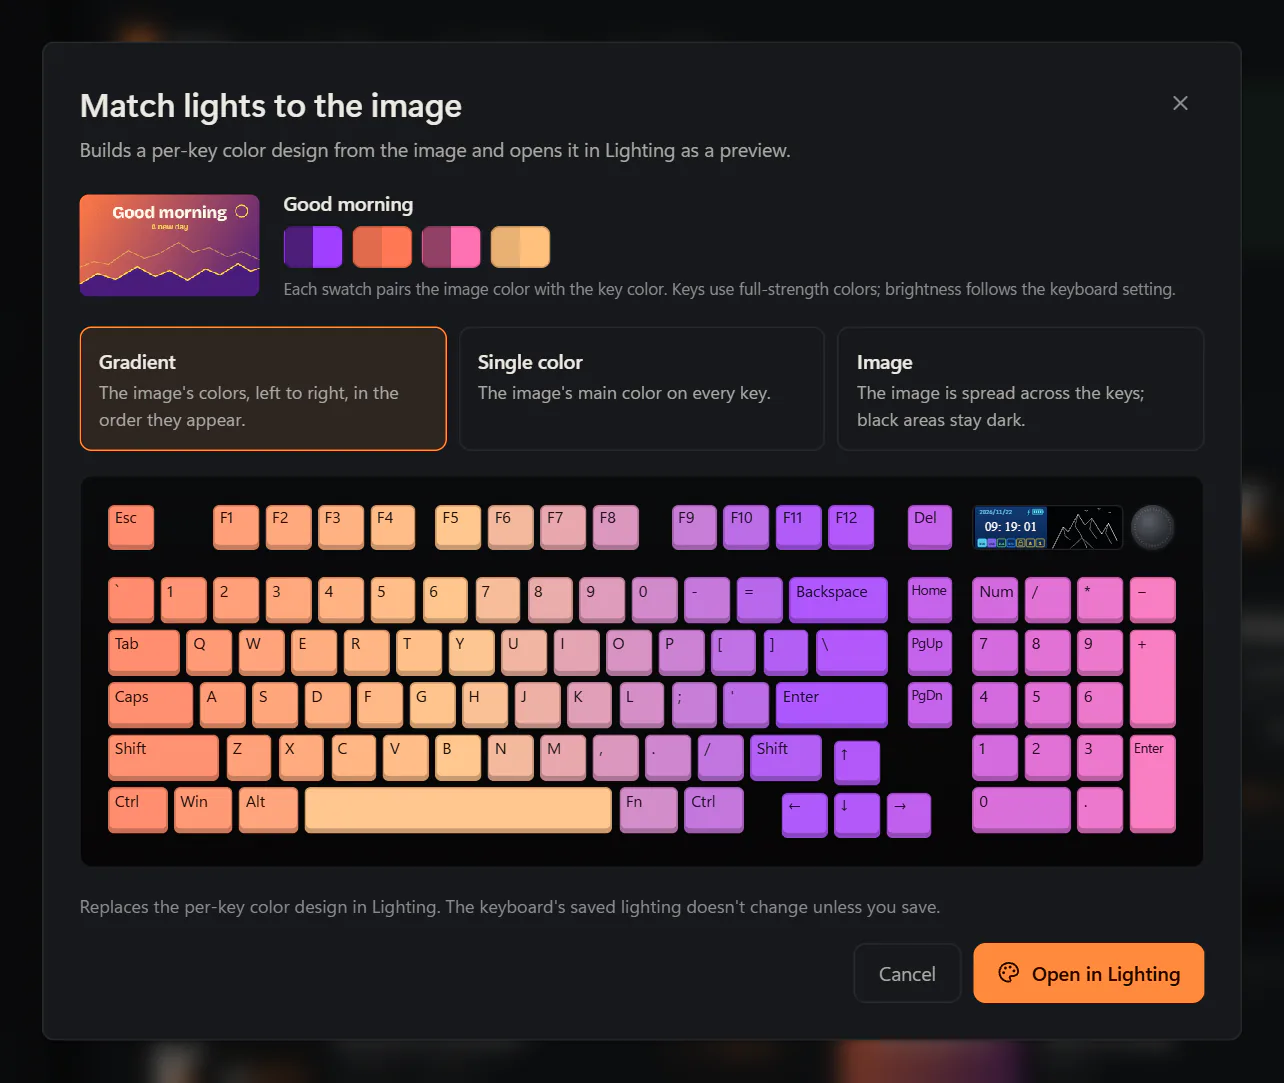 Match lights to the image
Builds a per-key color design from the image and opens it in Lighting as a preview.
Good morning
A new day
Good morning
Each swatch pairs the image color with the key color. Keys use full-strength colors; brightness follows the keyboard setting.
Gradient
The image's colors, left to right, in the
order they appear.
Single color
The image's main color on every key.
Image
The image is spread across the keys;
black areas stay dark.
Esc F1 F2 F3 F4 F5 F6 F7 F8 F9 F10 F11 F12 Del
2026/11/22
09: 19: 01
` 1 2 3 4 5 6 7 8 9 0 - = Backspace Home Num / * −
Tab Q W E R T Y U I O P [ ] \ PgUp 7 8 9 +
Caps A S D F G H J K L ; ' Enter PgDn 4 5 6
Shift Z X C V B N M , . / Shift ↑ 1 2 3 Enter
Ctrl Win Alt Fn Ctrl ← ↓ → 0 .
Replaces the per-key color design in Lighting. The keyboard's saved lighting doesn't change unless you save.
Cancel
Open in Lighting